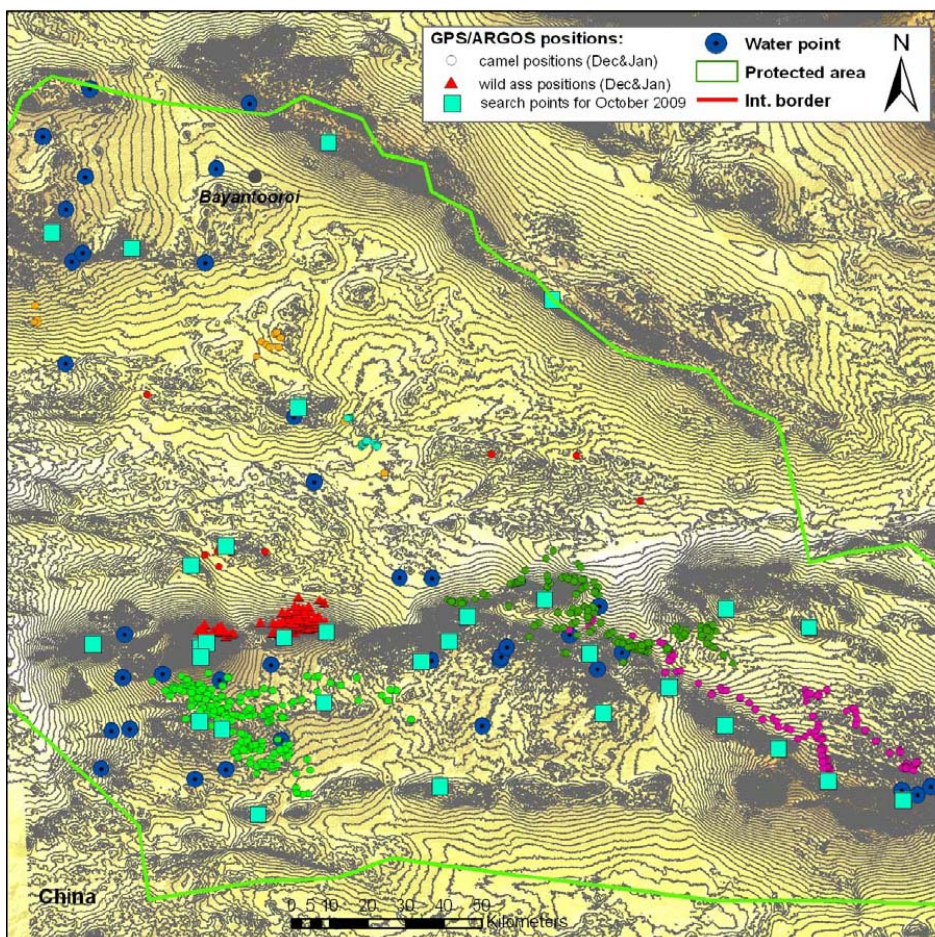 GPS/ARGOS positions:
camel positions (Dec&Jan)
wild ass positions (Dec&Jan)
search points for October 2009
Water point
Protected area
Int. border
N
Bayantooroi
China
0 5 10 20 30 40 50
Kilometers